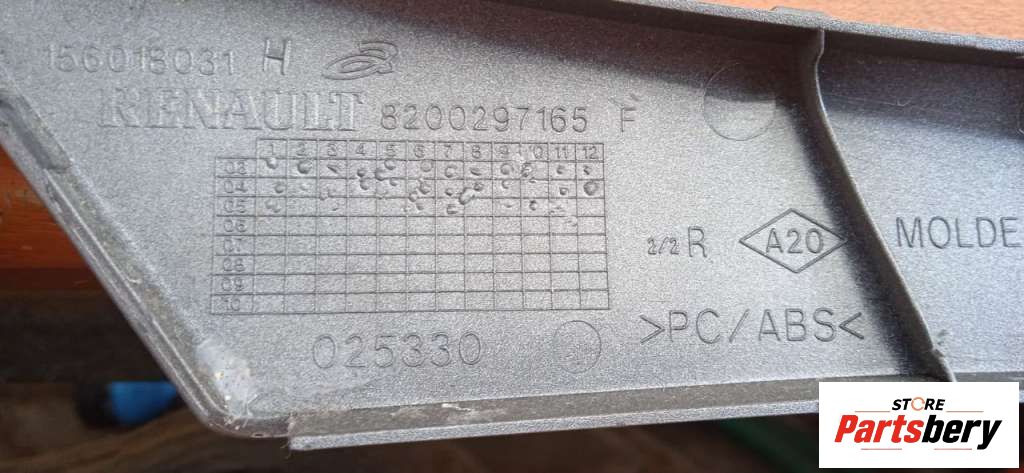 156018031 H
RENAULT 8200297165 F
1 2 3 4 5 6 7 8 9 10 11 12
03
04
05
06
07
08
09
10
2/2 R A20 MOLDE
>PC/ABS<
025330
STORE
Partsbery